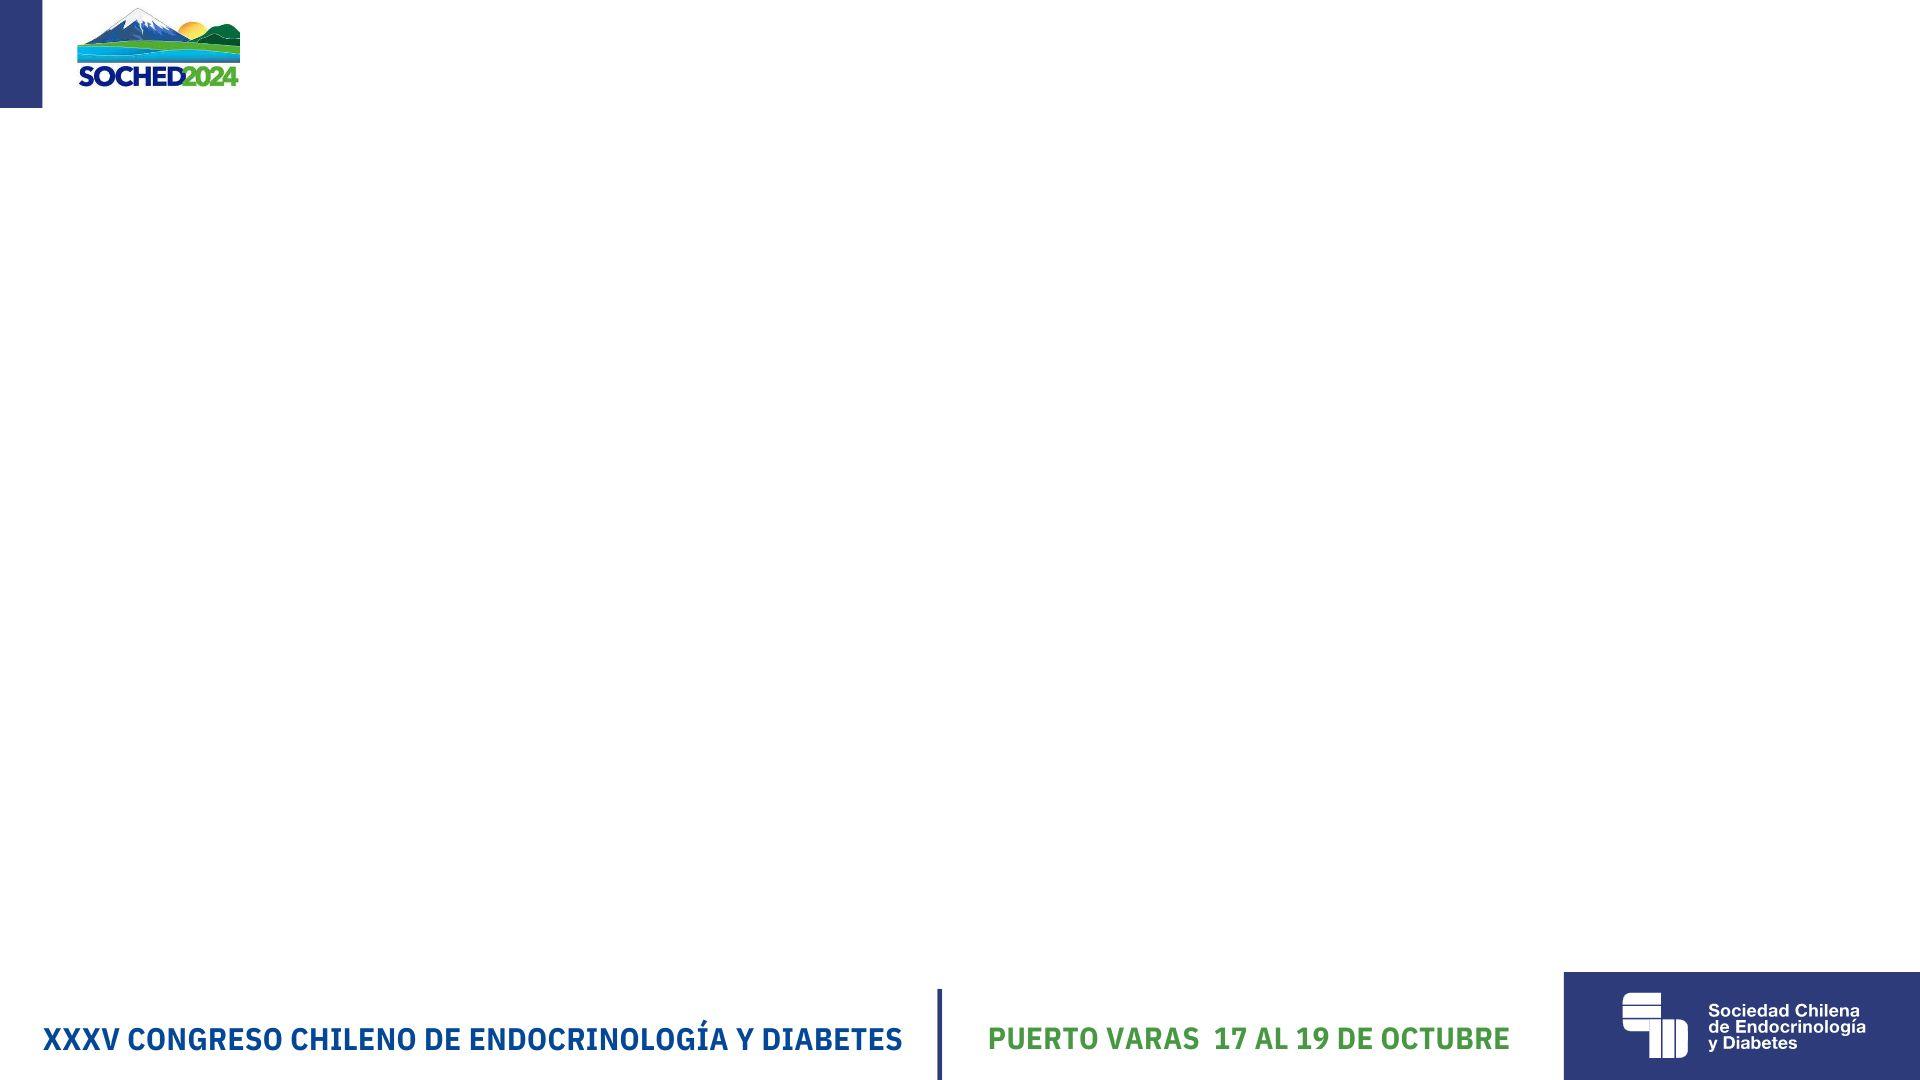 SOCHED2024
XXXV CONGRESO CHILENO DE ENDOCRINOLOGÍA Y DIABETES
PUERTO VARAS 17 AL 19 DE OCTUBRE
Sociedad Chilena
de Endocrinología
y Diabetes